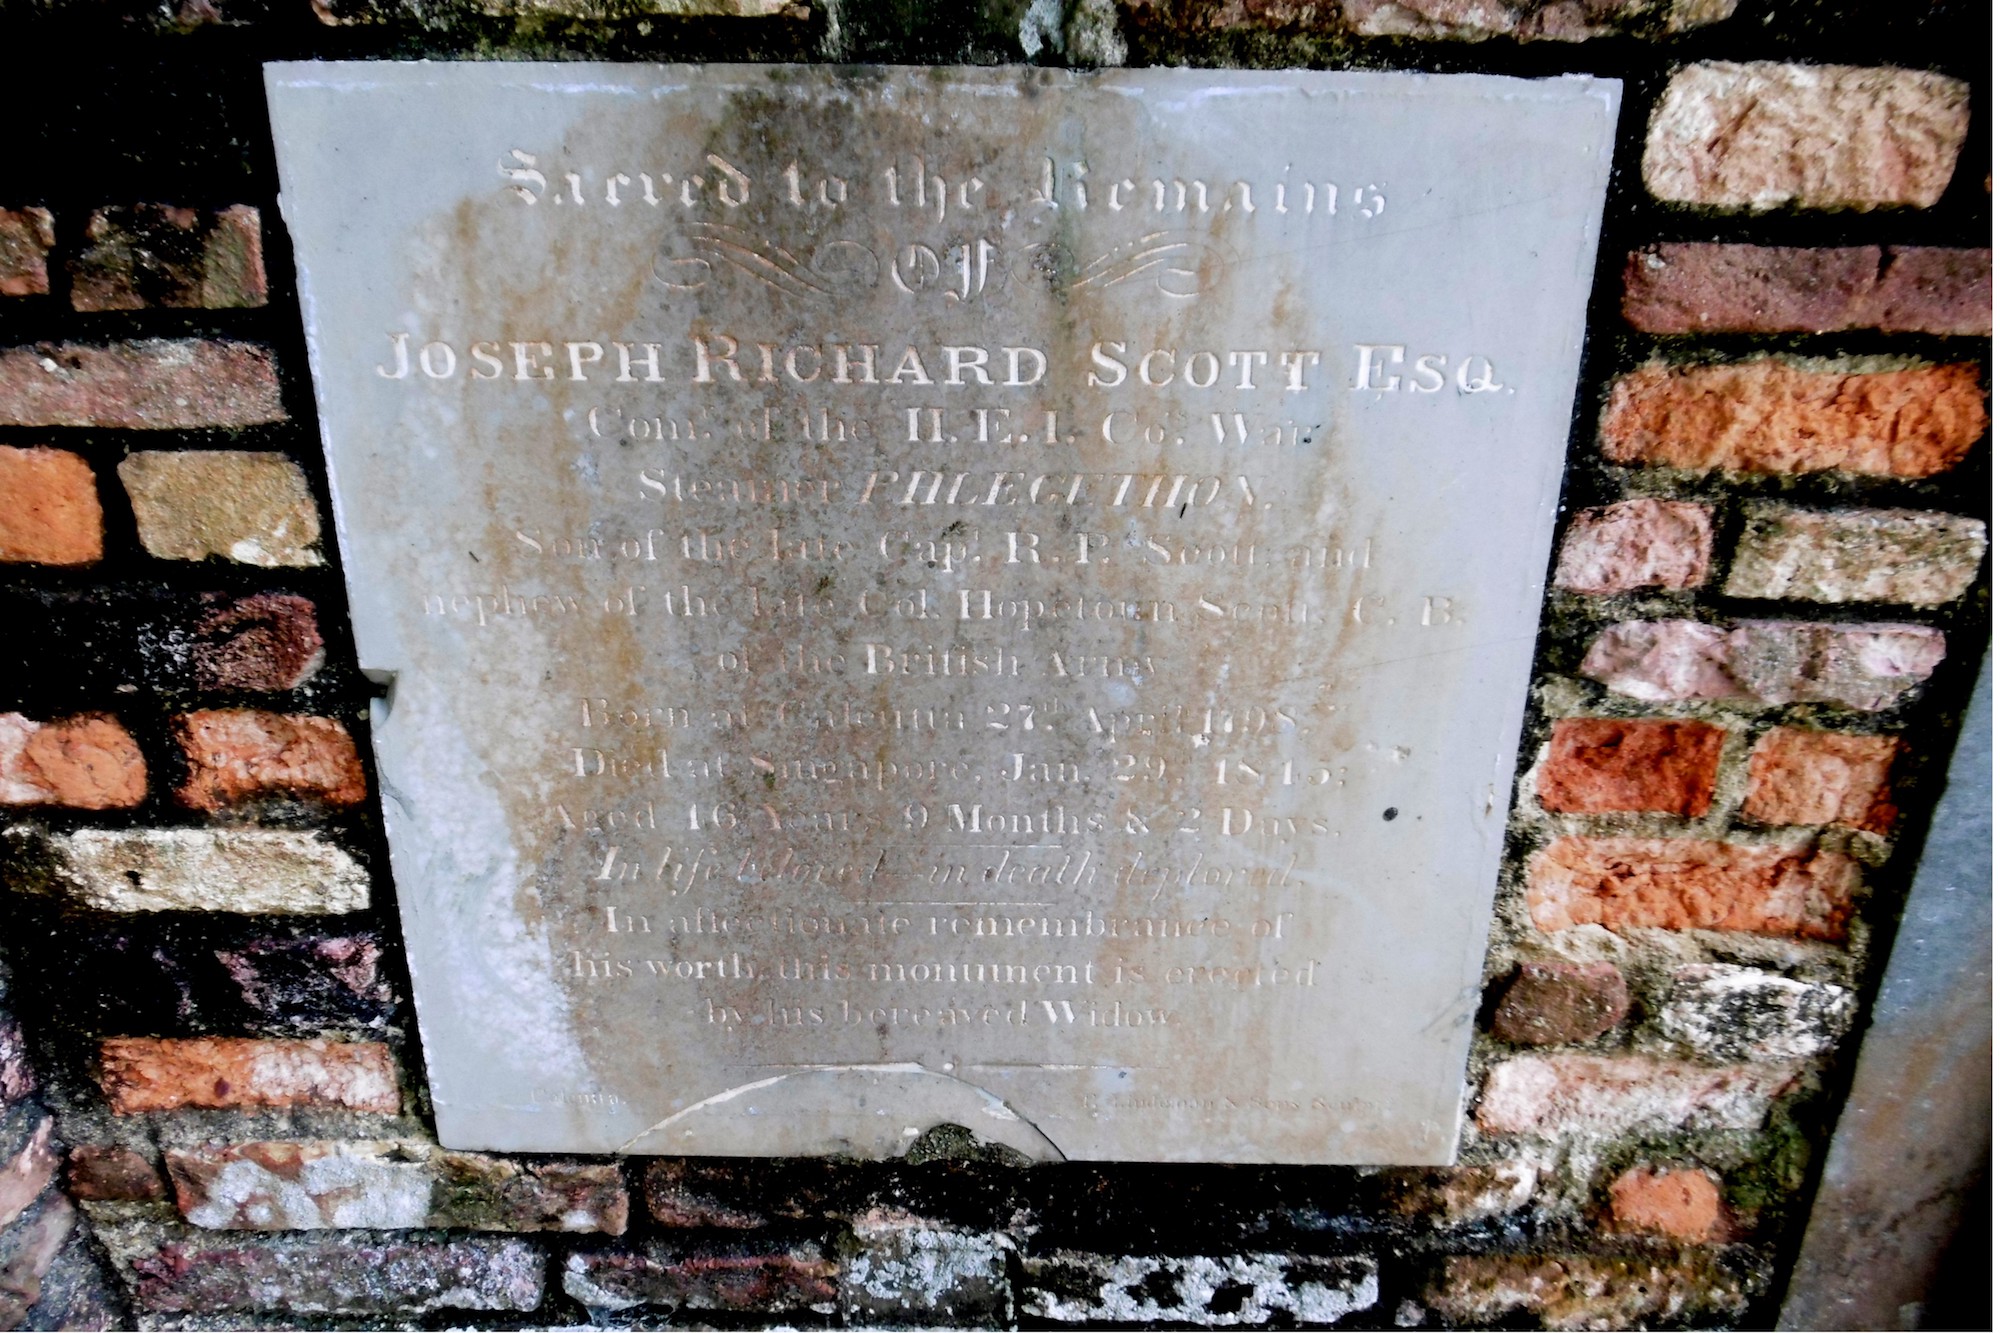 Sacred to the Remains
OF
JOSEPH RICHARD SCOTT ESQ.
Comr. of the H. E. I. Cos. War
Steamer PHLEGETHON.
Son of the late Capt. R. P. Scott, and
nephew of the late Col. Hopetoun Scott, C. B.
of the British Army
Born at Calcutta 27th April 1798.
Died at Singapore, Jan. 29, 1845;
Aged 46 Years 9 Months & 2 Days.
In life beloved—in death deplored.
In affectionate remembrance of
his worth, this monument is erected
by his bereaved Widow.
Calcutta. & Sons